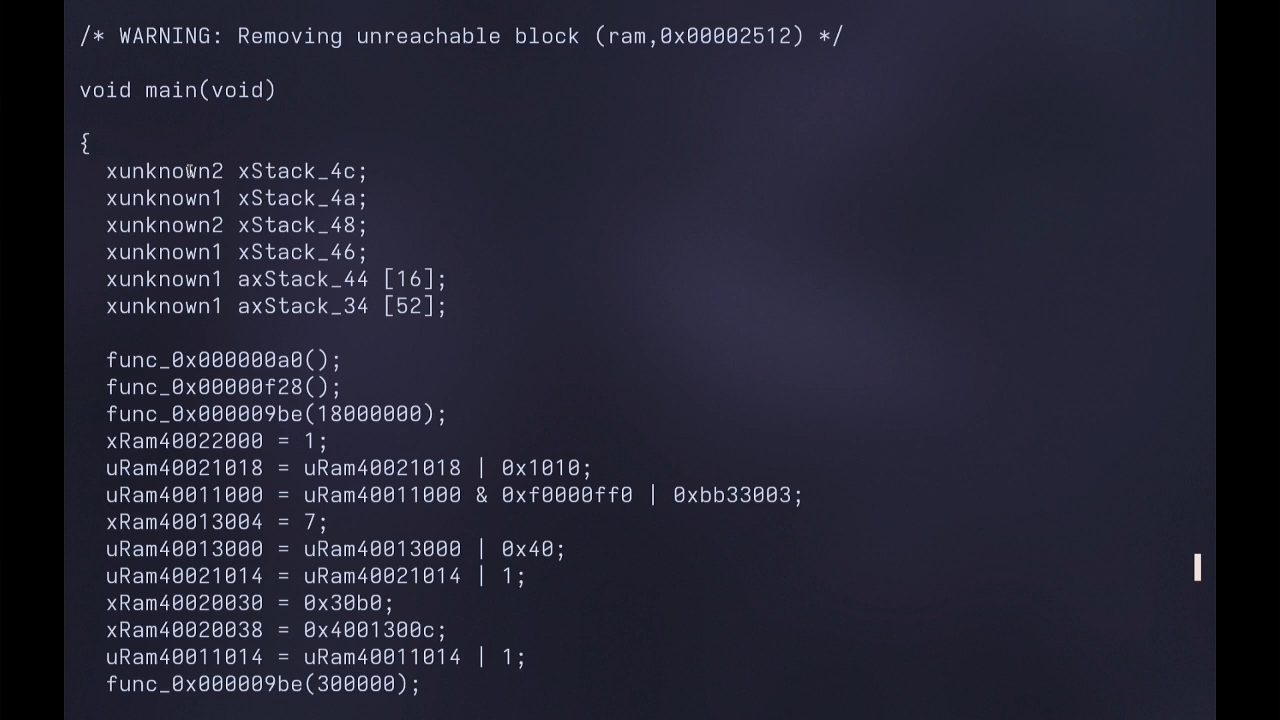 /* WARNING: Removing unreachable block (ram,0x00002512) */
void main(void)
{
xunknown2 xStack_4c;
xunknown1 xStack_4a;
xunknown2 xStack_48;
xunknown1 xStack_46;
xunknown1 axStack_44 [16];
xunknown1 axStack_34 [52];
func_0x000000a0();
func_0x00000f28();
func_0x000009be(18000000);
xRam40022000 = 1;
uRam40021018 = uRam40021018 | 0x1010;
uRam40011000 = uRam40011000 & 0xf0000ff0 | 0xbb33003;
xRam40013004 = 7;
uRam40013000 = uRam40013000 | 0x40;
uRam40021014 = uRam40021014 | 1;
xRam40020030 = 0x30b0;
xRam40020038 = 0x4001300c;
uRam40011014 = uRam40011014 | 1;
func_0x000009be(300000);